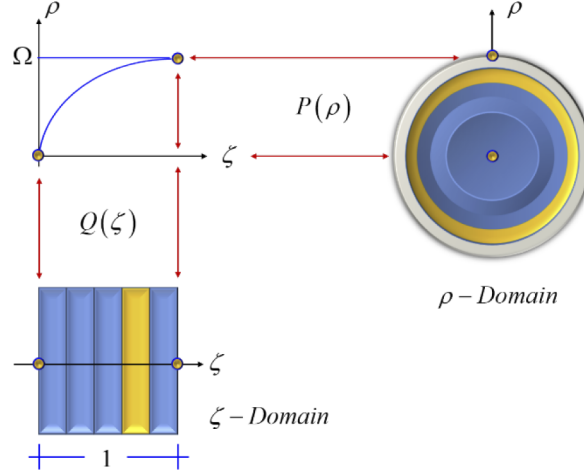 ρ
ρ
Ω
P(ρ)
ζ
Q(ζ)
ρ – Domain
ζ
ζ – Domain
1